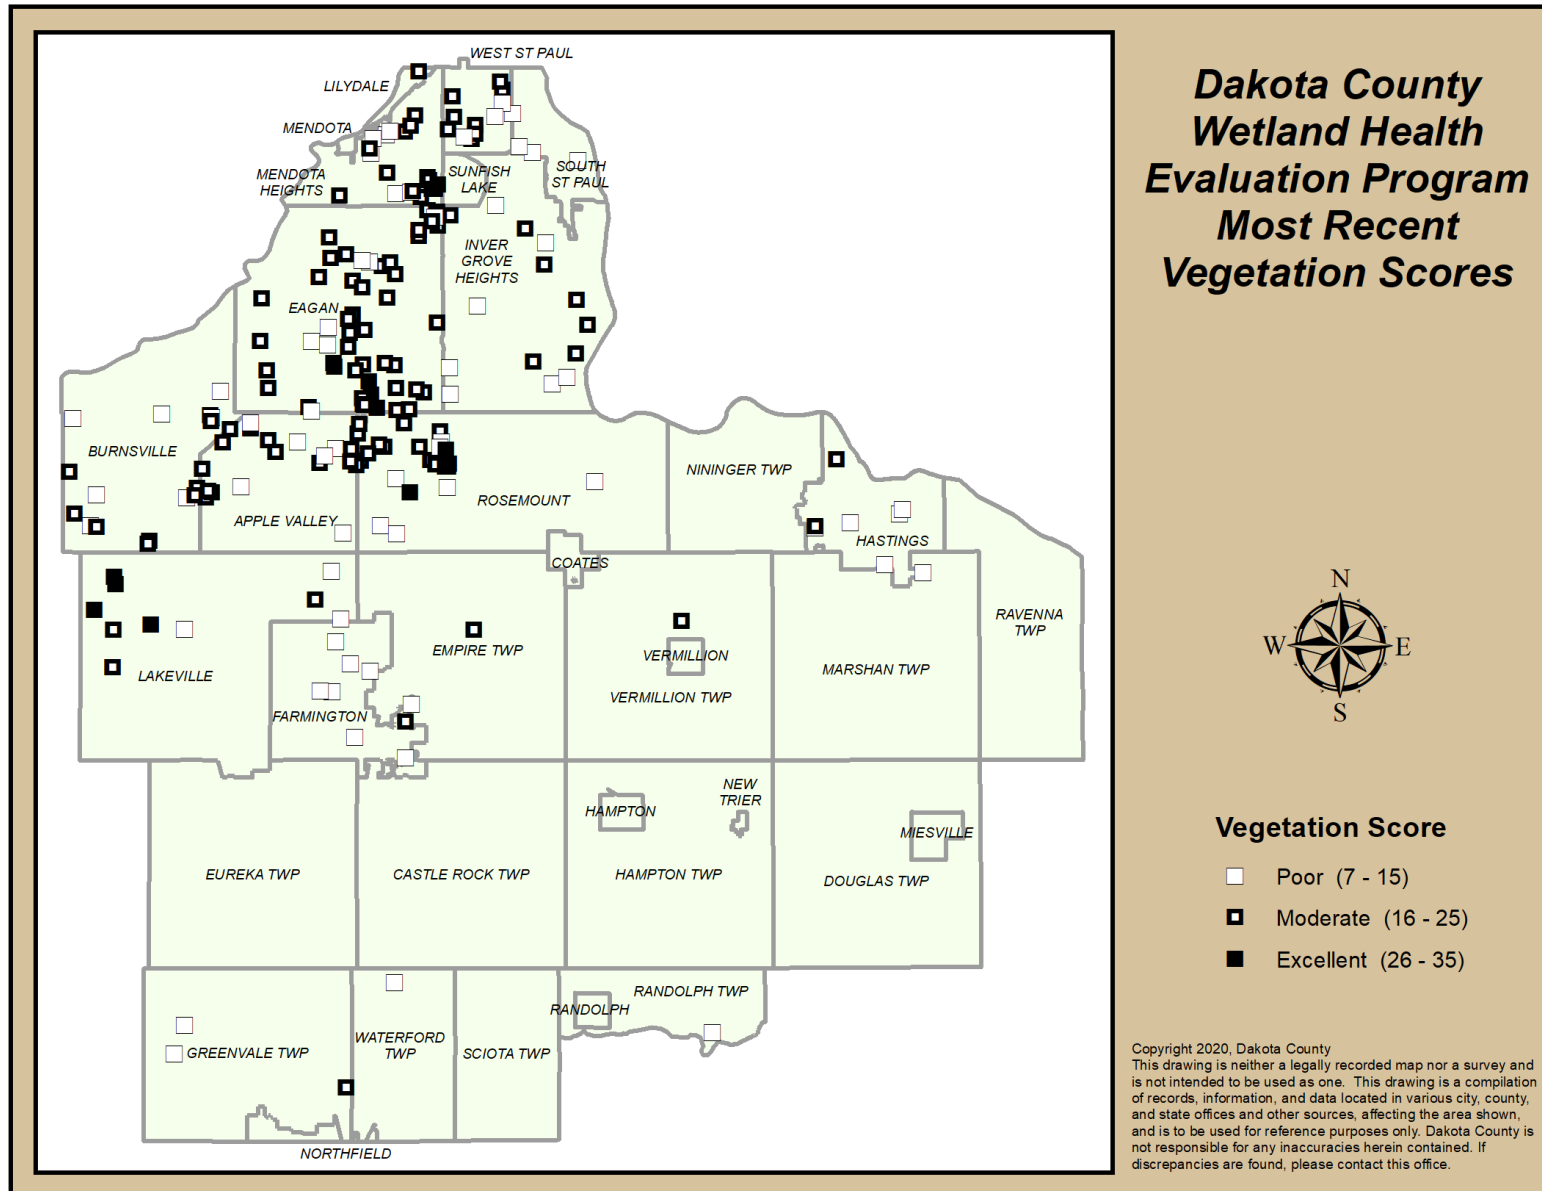 Dakota County
Wetland Health
Evaluation Program
Most Recent
Vegetation Scores
WEST ST PAUL
LILYDALE
MENDOTA
MENDOTA
HEIGHTS
SUNFISH
LAKE
SOUTH
ST PAUL
INVER
GROVE
HEIGHTS
EAGAN
BURNSVILLE
APPLE VALLEY
ROSEMOUNT
NININGER TWP
HASTINGS
COATES
RAVENNA
TWP
LAKEVILLE
EMPIRE TWP
VERMILLION
VERMILLION TWP
MARSHAN TWP
FARMINGTON
HAMPTON
NEW
TRIER
MIESVILLE
EUREKA TWP
CASTLE ROCK TWP
HAMPTON TWP
DOUGLAS TWP
RANDOLPH TWP
RANDOLPH
GREENVALE TWP
WATERFORD
TWP
SCIOTA TWP
NORTHFIELD
N
W
E
S
Vegetation Score
Poor (7 - 15)
Moderate (16 - 25)
Excellent (26 - 35)
Copyright 2020, Dakota County
This drawing is neither a legally recorded map nor a survey and
is not intended to be used as one. This drawing is a compilation
of records, information, and data located in various city, county,
and state offices and other sources, affecting the area shown,
and is to be used for reference purposes only. Dakota County is
not responsible for any inaccuracies herein contained. If
discrepancies are found, please contact this office.